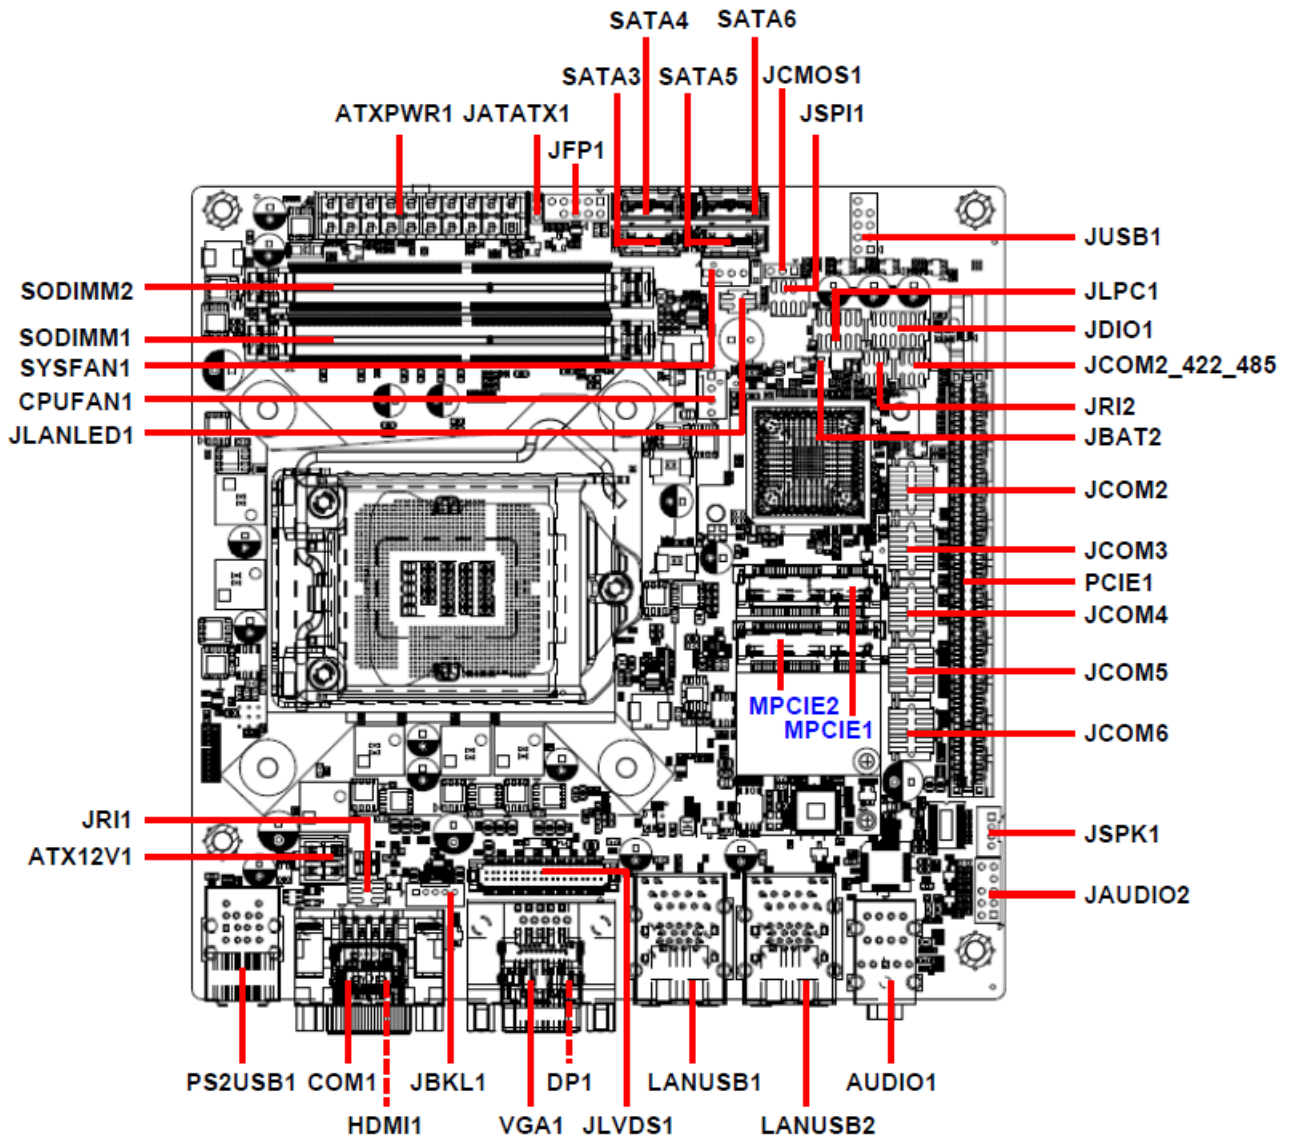 SATA4
SATA6
SATA3
SATA5
JCMOS1
ATXPWR1
JATATX1
JSPI1
JFP1
JUSB1
SODIMM2
JLPC1
SODIMM1
JDIO1
SYSFAN1
JCOM2_422_485
CPUFAN1
JRI2
JLANLED1
JBAT2
JCOM2
JCOM3
PCIE1
JCOM4
JCOM5
MPCIE2
MPCIE1
JCOM6
JRI1
JSPK1
ATX12V1
JAUDIO2
PS2USB1
COM1
JBKL1
DP1
LANUSB1
AUDIO1
HDMI1
VGA1
JLVDS1
LANUSB2